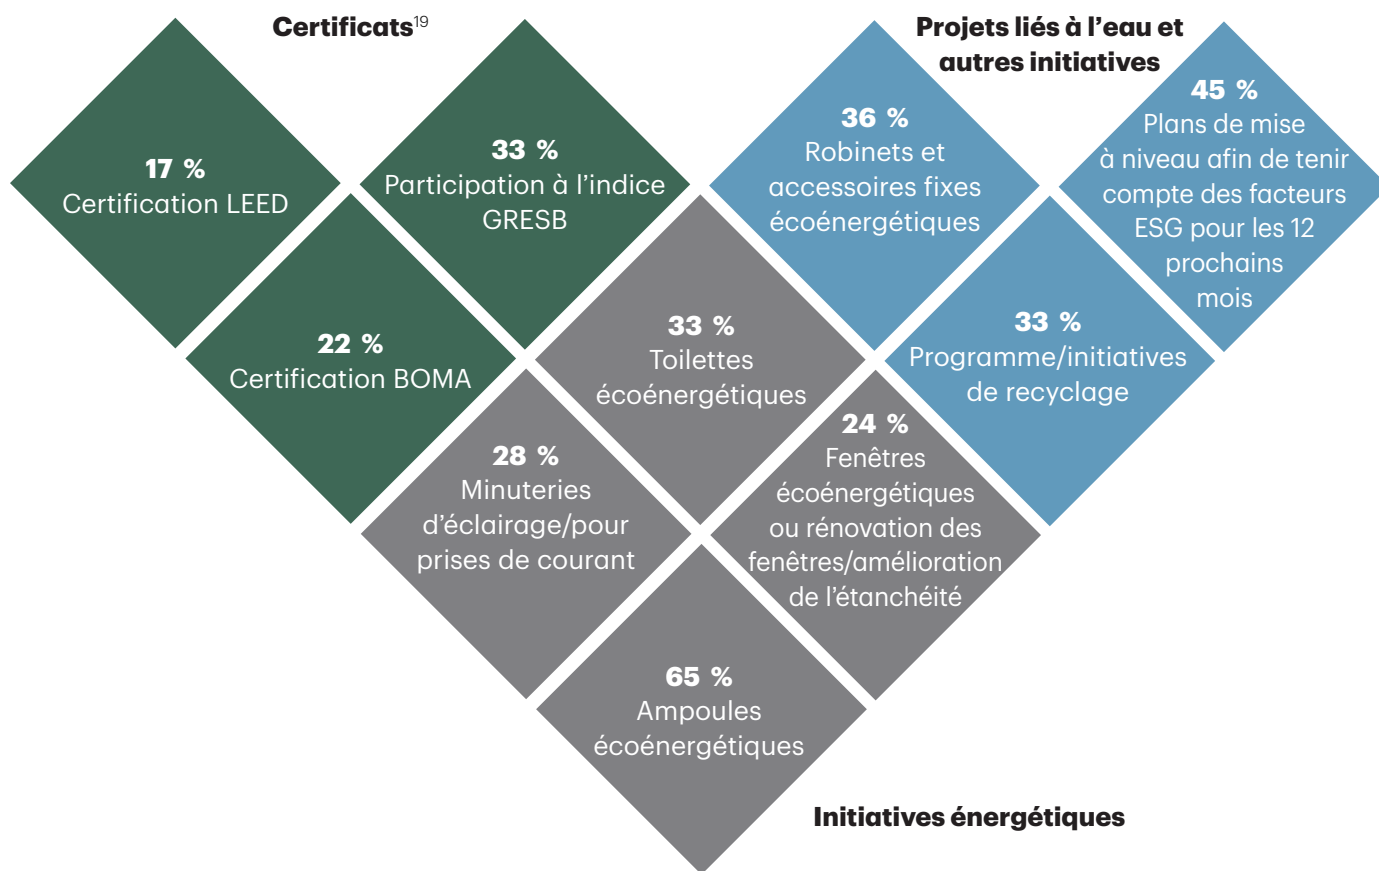 Certificats19
17 %
Certification LEED
33 %
Participation à l’indice
GRESB
22 %
Certification BOMA
Projets liés à l’eau et
autres initiatives
36 %
Robinets et
accessoires fixes
écoénergétiques
45 %
Plans de mise
à niveau afin de tenir
compte des facteurs
ESG pour les 12
prochains
mois
33 %
Programme/initiatives
de recyclage
33 %
Toilettes
écoénergétiques
28 %
Minuteries
d’éclairage/pour
prises de courant
24 %
Fenêtres
écoénergétiques
ou rénovation des
fenêtres/amélioration
de l’étanchéité
65 %
Ampoules
écoénergétiques
Initiatives énergétiques